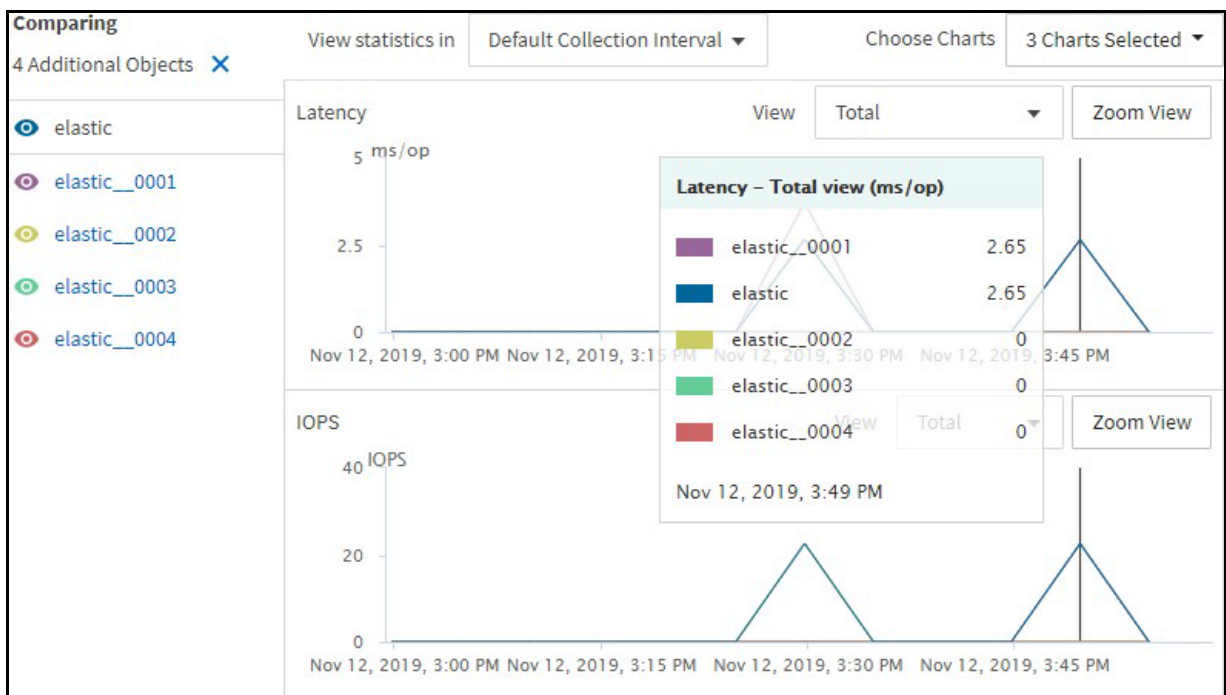 Comparing
4 Additional Objects
elastic
elastic__0001
elastic__0002
elastic__0003
elastic__0004
View statistics in Default Collection Interval
Choose Charts 3 Charts Selected
Latency View Total Zoom View
ms/op
5
2.5
0
Nov 12, 2019, 3:00 PM Nov 12, 2019, 3:15 PM Nov 12, 2019, 3:30 PM Nov 12, 2019, 3:45 PM
Latency – Total view (ms/op)
elastic__0001 2.65
elastic 2.65
elastic__0002 0
elastic__0003 0
elastic__0004 0
Nov 12, 2019, 3:49 PM
IOPS View Total Zoom View
IOPS
40
20
0
Nov 12, 2019, 3:00 PM Nov 12, 2019, 3:15 PM Nov 12, 2019, 3:30 PM Nov 12, 2019, 3:45 PM